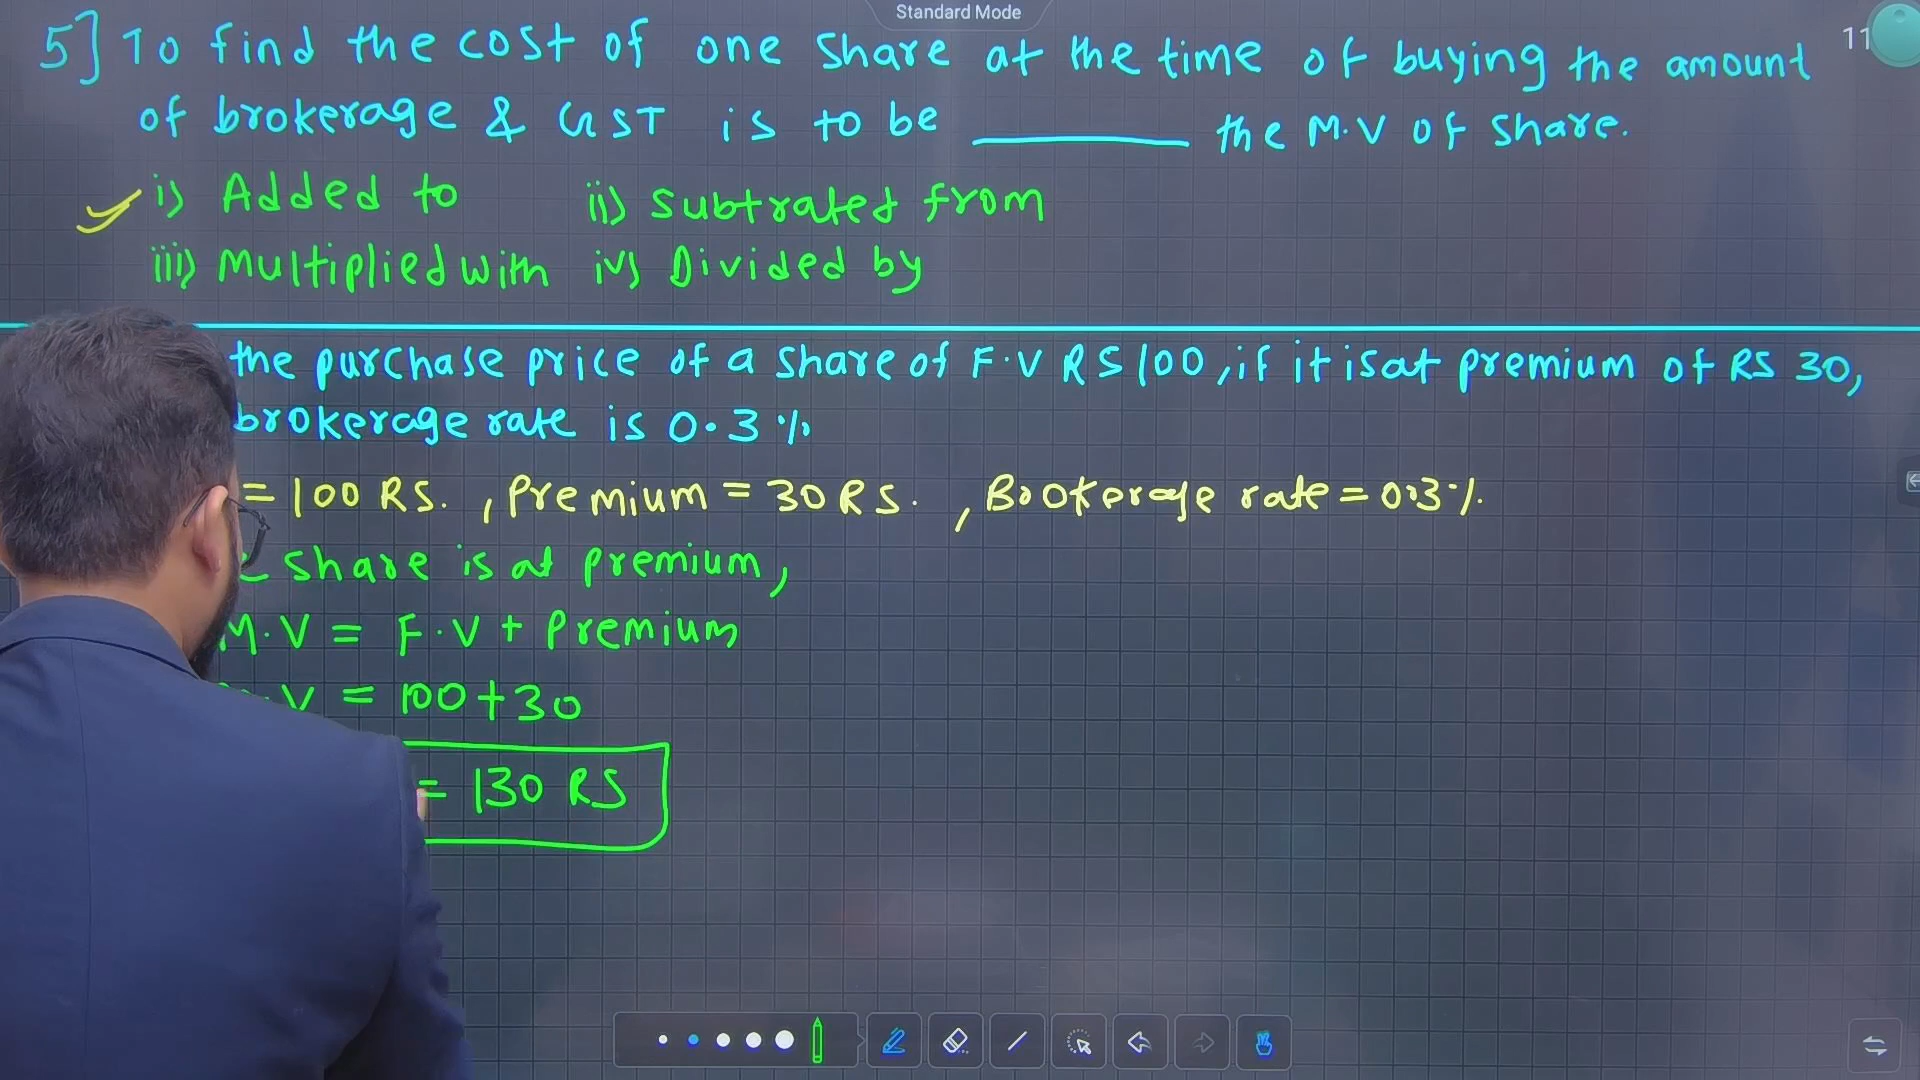 Standard Mode
11
5] To find the cost of one share at the time of buying the amount
of brokerage & GST is to be ________ the M.V of share.
i) Added to ii) Subtrated from
iii) Multiplied with iv) Divided by
the purchase price of a share of F.V RS 100, if it is at premium of RS 30,
brokerage rate is 0.3 %
= 100 RS. , Premium = 30 RS. , Brokerage rate = 0.3 %.
share is at premium,
M.V = F.V + Premium
V = 100 + 30
= 130 RS